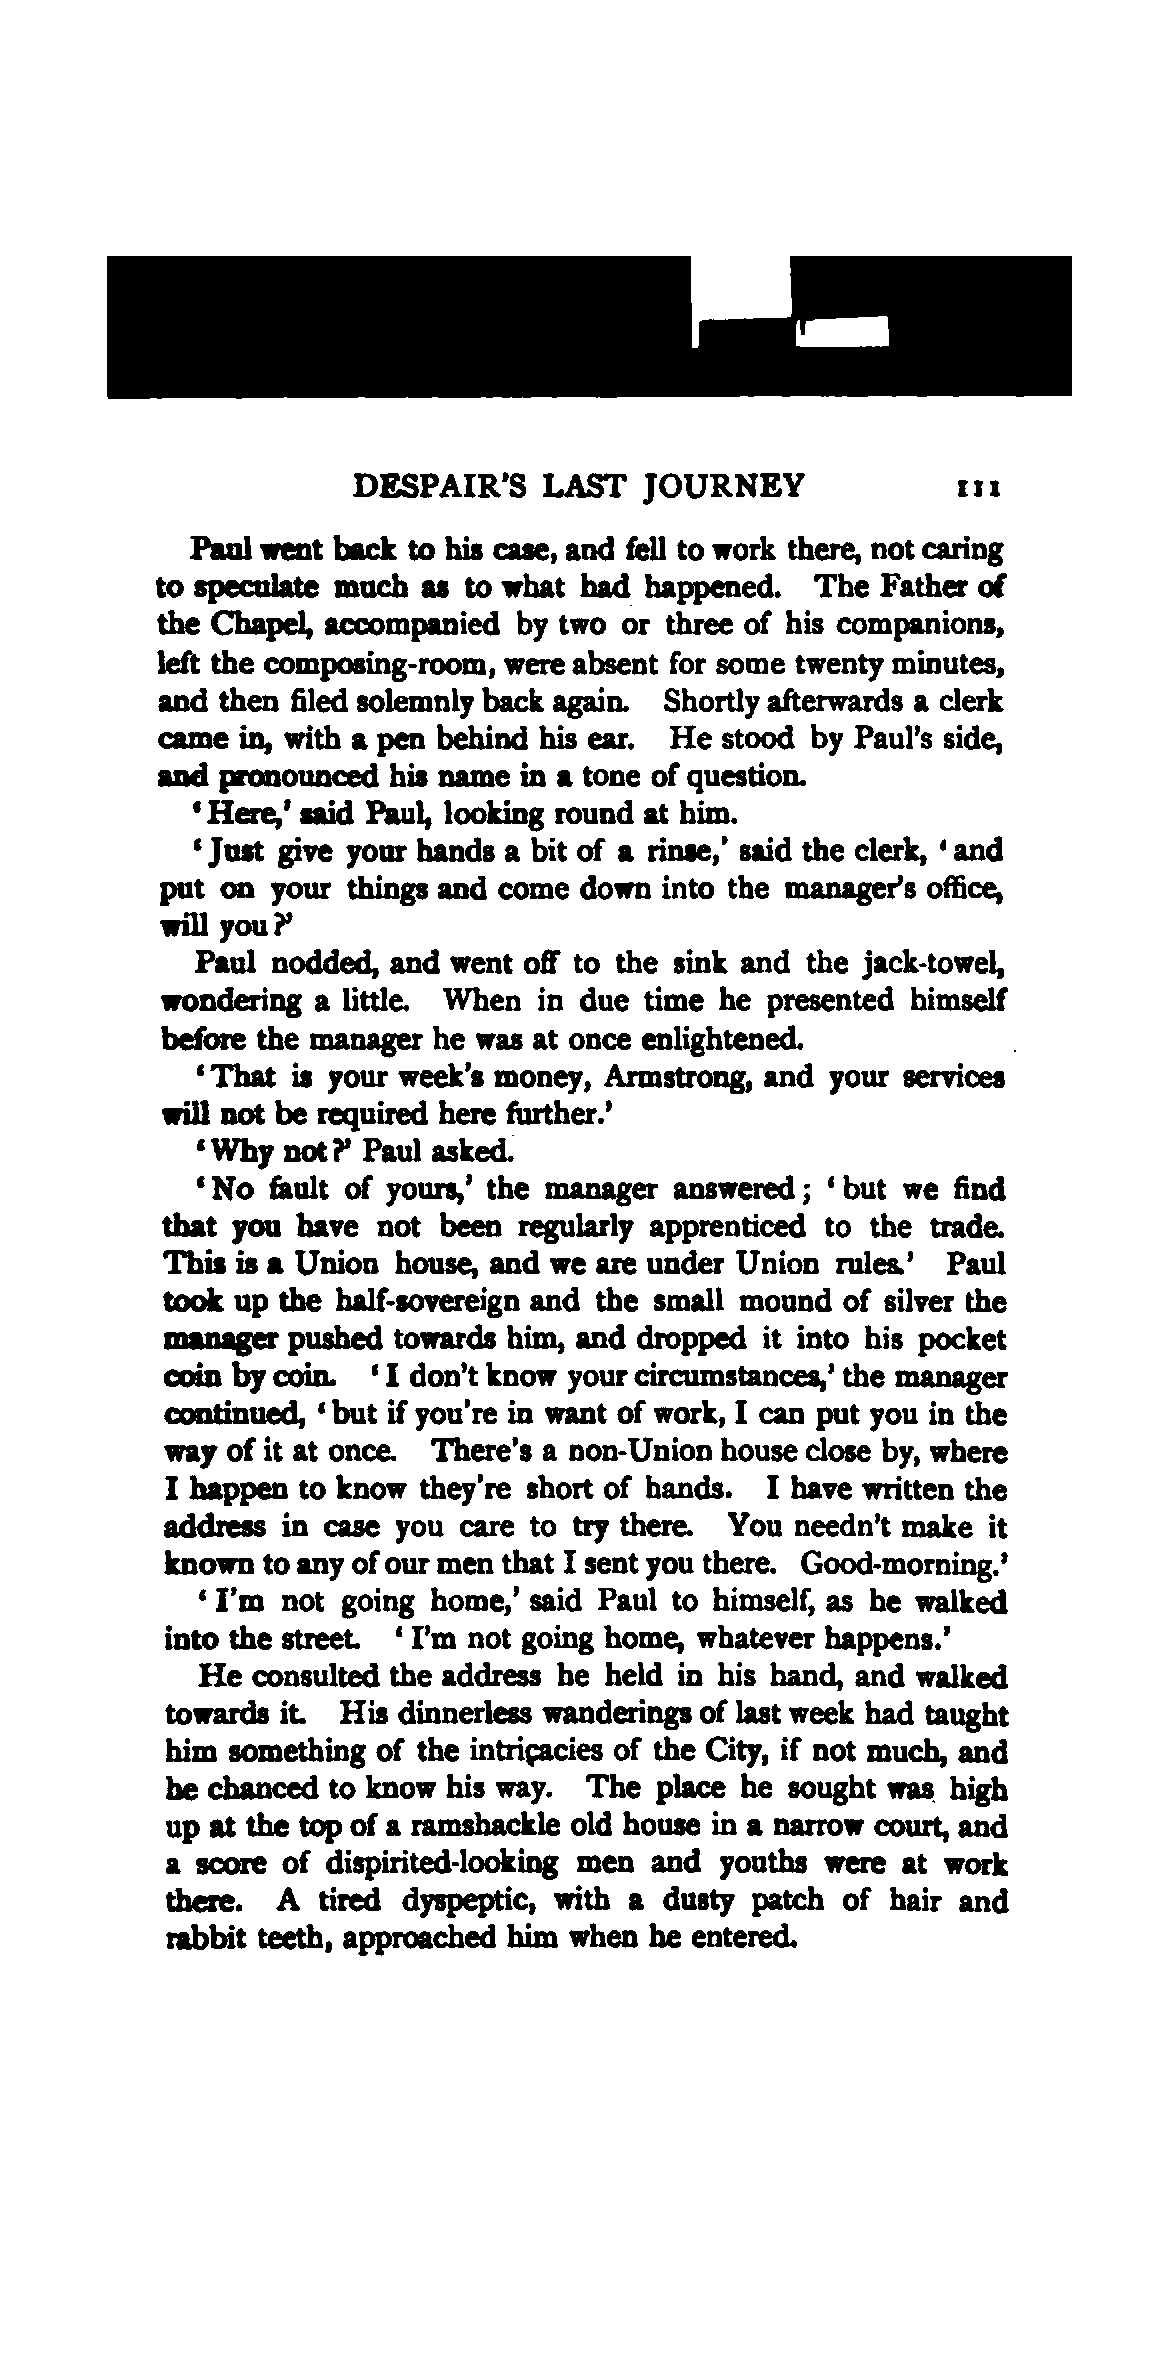 DESPAIR'S LAST JOURNEY 111
Paul went back to his case, and fell to work there, not caring
to speculate much as to what had happened. The Father of
the Chapel, accompanied by two or three of his companions,
left the composing-room, were absent for some twenty minutes,
and then filed solemnly back again. Shortly afterwards a clerk
came in, with a pen behind his ear. He stood by Paul's side,
and pronounced his name in a tone of question.
'Here,' said Paul, looking round at him.
'Just give your hands a bit of a rinse,' said the clerk, 'and
put on your things and come down into the manager's office,
will you?'
Paul nodded, and went off to the sink and the jack-towel,
wondering a little. When in due time he presented himself
before the manager he was at once enlightened.
'That is your week's money, Armstrong, and your services
will not be required here further.'
'Why not?' Paul asked.
'No fault of yours,' the manager answered; 'but we find
that you have not been regularly apprenticed to the trade.
This is a Union house, and we are under Union rules.' Paul
took up the half-sovereign and the small mound of silver the
manager pushed towards him, and dropped it into his pocket
coin by coin. 'I don't know your circumstances,' the manager
continued, 'but if you're in want of work, I can put you in the
way of it at once. There's a non-Union house close by, where
I happen to know they're short of hands. I have written the
address in case you care to try there. You needn't make it
known to any of our men that I sent you there. Good-morning.'
'I'm not going home,' said Paul to himself, as he walked
into the street. 'I'm not going home, whatever happens.'
He consulted the address he held in his hand, and walked
towards it. His dinnerless wanderings of last week had taught
him something of the intricacies of the City, if not much, and
he chanced to know his way. The place he sought was high
up at the top of a ramshackle old house in a narrow court, and
a score of dispirited-looking men and youths were at work
there. A tired dyspeptic, with a dusty patch of hair and
rabbit teeth, approached him when he entered.